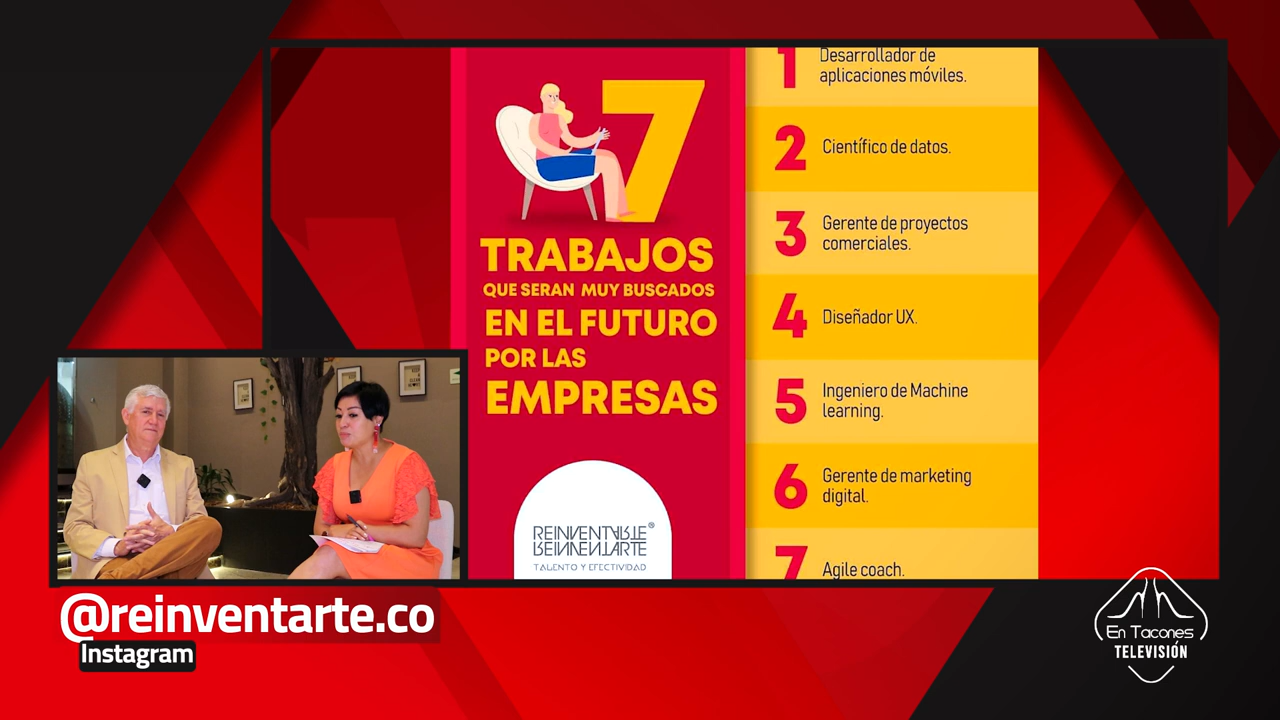 7
TRABAJOS
QUE SERAN MUY BUSCADOS
EN EL FUTURO
POR LAS
EMPRESAS
REINVENTARTE®
REINVENTARTE
TALENTO Y EFECTIVIDAD
1
Desarrollador de
aplicaciones móviles.
2
Científico de datos.
3
Gerente de proyectos
comerciales.
4
Diseñador UX.
5
Ingeniero de Machine
learning.
6
Gerente de marketing
digital.
7
Agile coach.
@reinventarte.co
Instagram
En Tacones
TELEVISIÓN